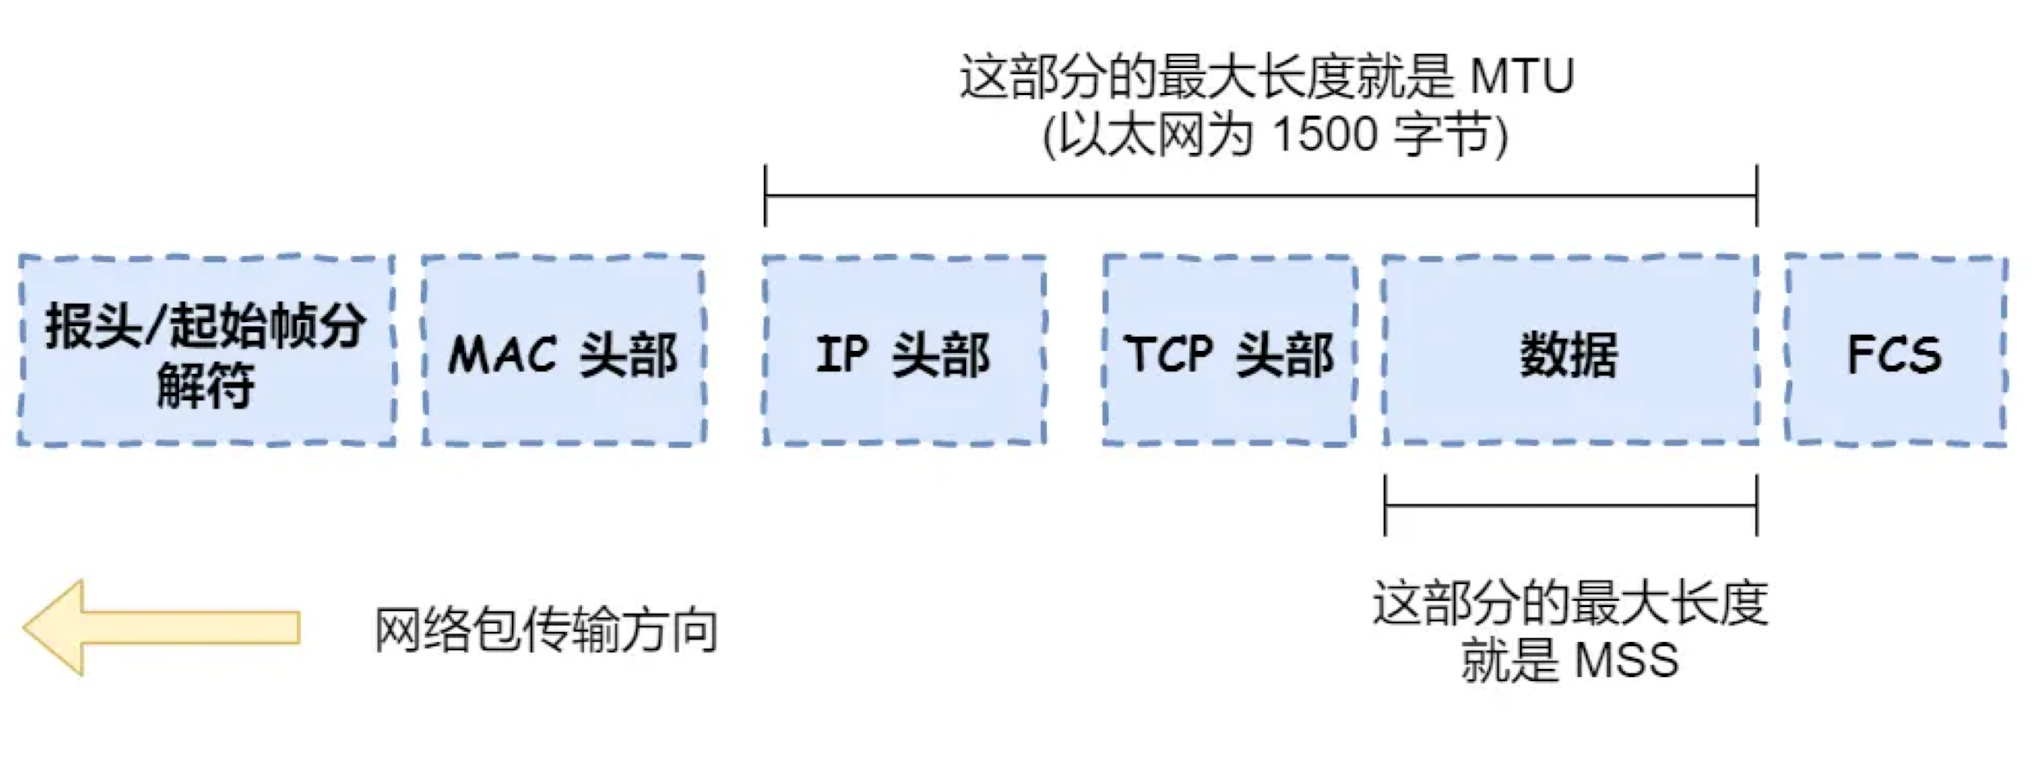 这部分的最大长度就是 MTU
(以太网为 1500 字节)
报头/起始帧分
解符
MAC 头部
IP 头部
TCP 头部
数据
FCS
网络包传输方向
这部分的最大长度
就是 MSS